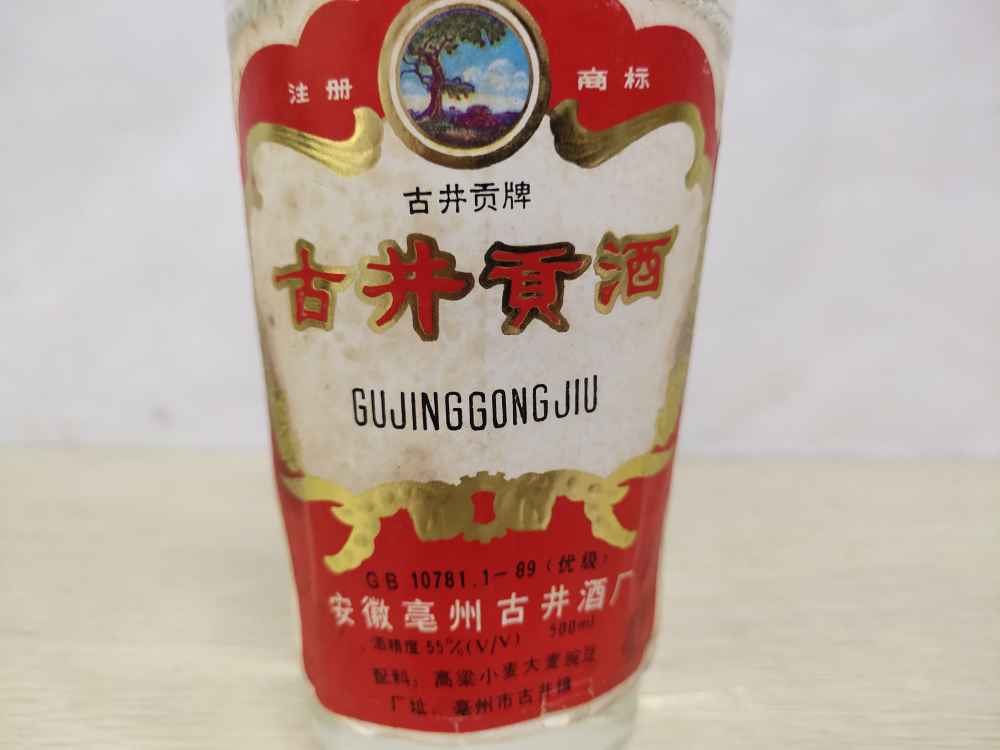 注册 商标
古井贡牌
古井贡酒
GUJINGGONGJIU
GB 10781.1-89(优级)
安徽亳州古井酒厂
酒精度 55%(V/V) 500ml
配料：高粱小麦大麦豌豆
厂址：亳州市古井镇